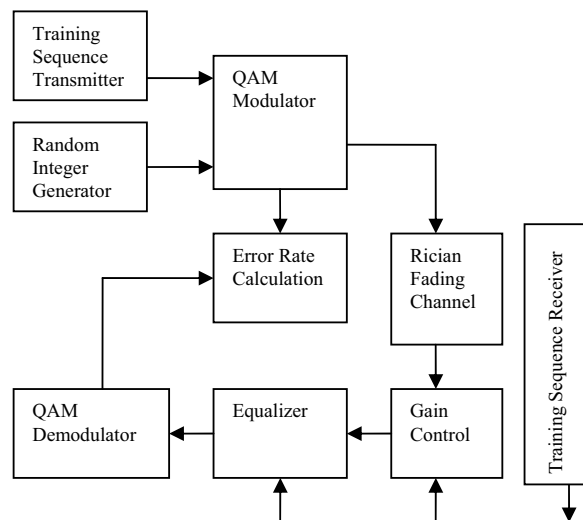 Training
Sequence
Transmitter
QAM
Modulator
Random
Integer
Generator
Error Rate
Calculation
Rician
Fading
Channel
Training Sequence Receiver
QAM
Demodulator
Equalizer
Gain
Control